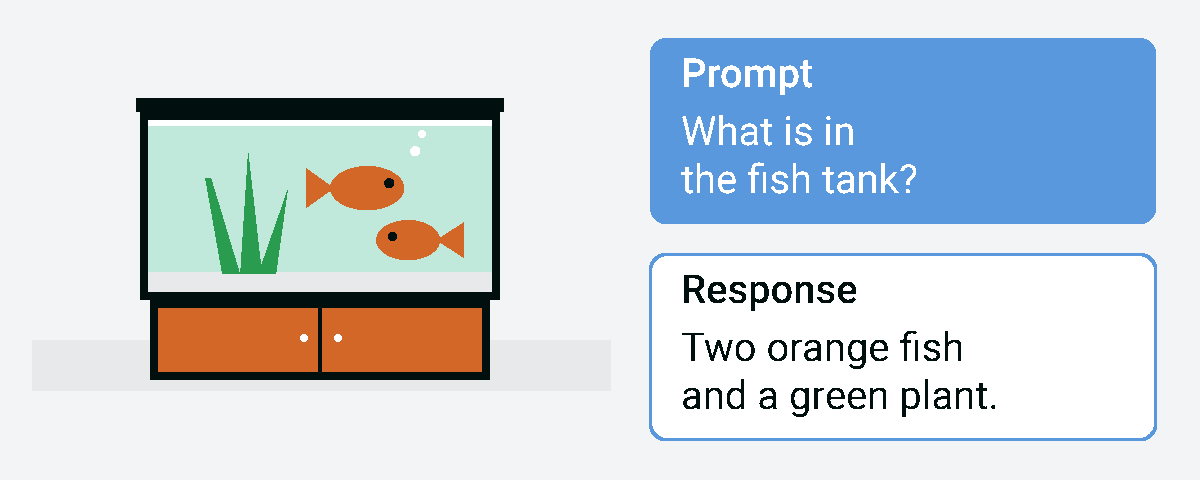 Prompt
What is in
the fish tank?
Response
Two orange fish
and a green plant.